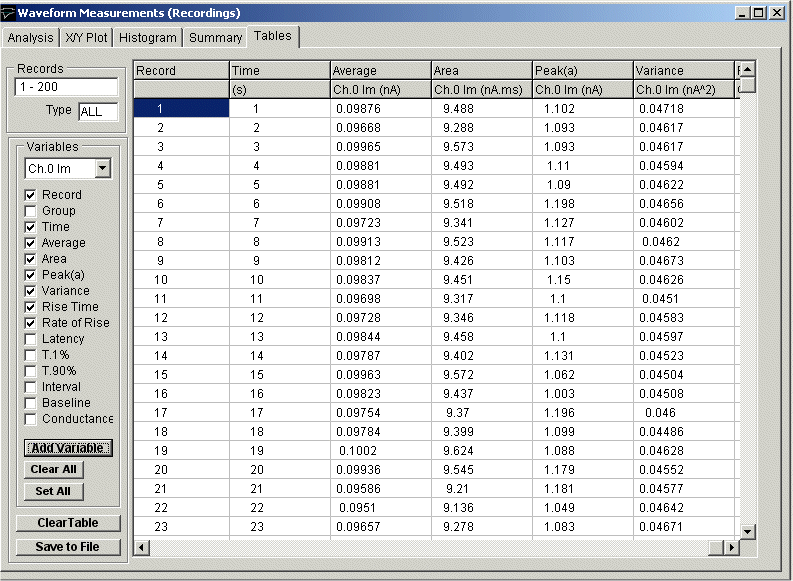 Waveform Measurements (Recordings)
Analysis X/Y Plot Histogram Summary Tables
Records
1 - 200
Type ALL
Variables
Ch.0 Im
Record
Group
Time
Average
Area
Peak(a)
Variance
Rise Time
Rate of Rise
Latency
T.1%
T.90%
Interval
Baseline
Conductance
Add Variable
Clear All
Set All
ClearTable
Save to File
Record Time Average Area Peak(a) Variance
(s) Ch.0 Im (nA) Ch.0 Im (nA.ms) Ch.0 Im (nA) Ch.0 Im (nA^2)
1 1 0.09876 9.488 1.102 0.04718
2 2 0.09668 9.288 1.093 0.04617
3 3 0.09965 9.573 1.093 0.04617
4 4 0.09881 9.493 1.11 0.04594
5 5 0.09881 9.492 1.09 0.04622
6 6 0.09908 9.518 1.198 0.04656
7 7 0.09723 9.341 1.127 0.04602
8 8 0.09913 9.523 1.117 0.0462
9 9 0.09812 9.426 1.103 0.04673
10 10 0.09837 9.451 1.15 0.04626
11 11 0.09698 9.317 1.1 0.0451
12 12 0.09728 9.346 1.118 0.04583
13 13 0.09844 9.458 1.1 0.04597
14 14 0.09787 9.402 1.131 0.04523
15 15 0.09963 9.572 1.062 0.04504
16 16 0.09823 9.437 1.003 0.04508
17 17 0.09754 9.37 1.196 0.046
18 18 0.09784 9.399 1.099 0.04486
19 19 0.1002 9.624 1.088 0.04628
20 20 0.09936 9.545 1.179 0.04552
21 21 0.09586 9.21 1.181 0.04577
22 22 0.0951 9.136 1.049 0.04642
23 23 0.09657 9.278 1.083 0.04671